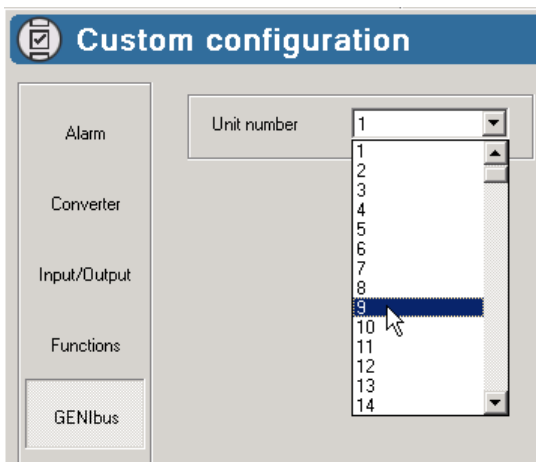 Custom configuration
Alarm
Converter
Input/Output
Functions
GENIbus
Unit number
1
1
2
3
4
5
6
7
8
9
10
11
12
13
14